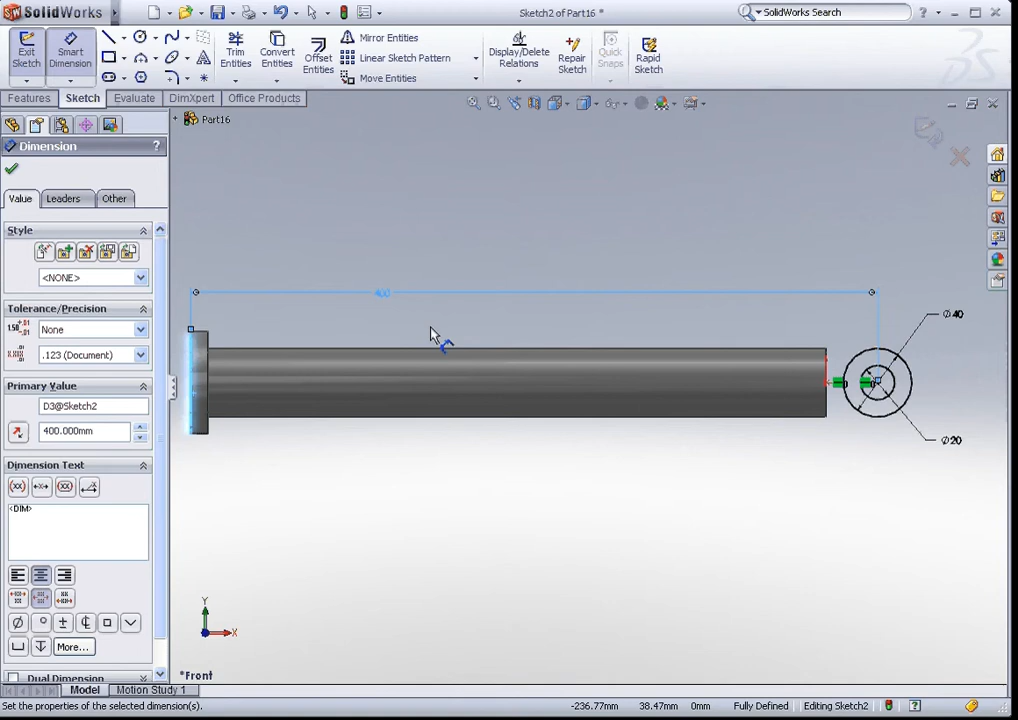 SolidWorks
Sketch2 of Part16 *
SolidWorks Search
Exit Sketch
Smart Dimension
Trim Entities
Convert Entities
Offset Entities
Mirror Entities
Linear Sketch Pattern
Move Entities
Display/Delete Relations
Repair Sketch
Quick Snaps
Rapid Sketch
Features
Sketch
Evaluate
DimXpert
Office Products
Part16
Dimension
?
Value
Leaders
Other
Style
<NONE>
Tolerance/Precision
None
.123 (Document)
Primary Value
D3@Sketch2
400.000mm
Dimension Text
<DIM>
More...
Dual Dimension
400
Ø40
Ø20
Y
X
*Front
Model
Motion Study 1
Set the properties of the selected dimension(s).
-236.77mm
38.47mm
0mm
Fully Defined
Editing Sketch2